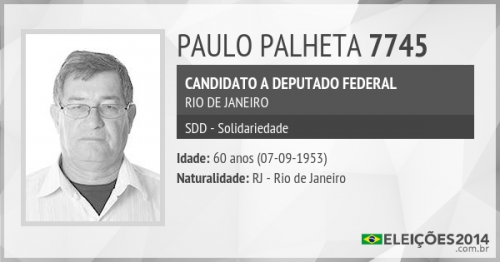 PAULO PALHETA 7745
CANDIDATO A DEPUTADO FEDERAL
RIO DE JANEIRO
SDD - Solidariedade
Idade: 60 anos (07-09-1953)
Naturalidade: RJ - Rio de Janeiro
ELEIÇÕES2014
.com.br